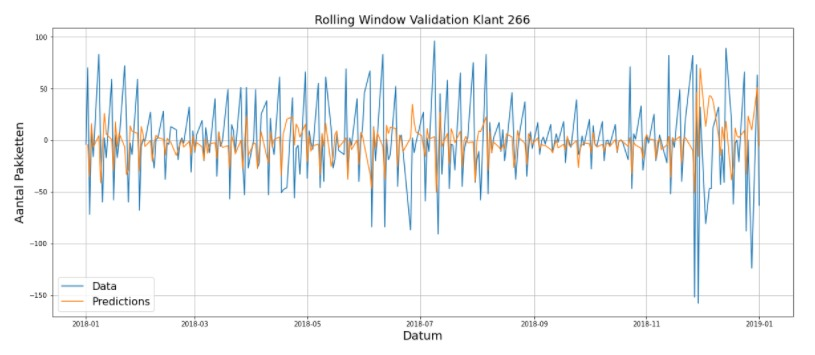 Rolling Window Validation Klant 266
Aantal Pakketten
100
50
0
−50
−100
−150
Data
Predictions
2018-01
2018-03
2018-05
2018-07
2018-09
2018-11
2019-01
Datum